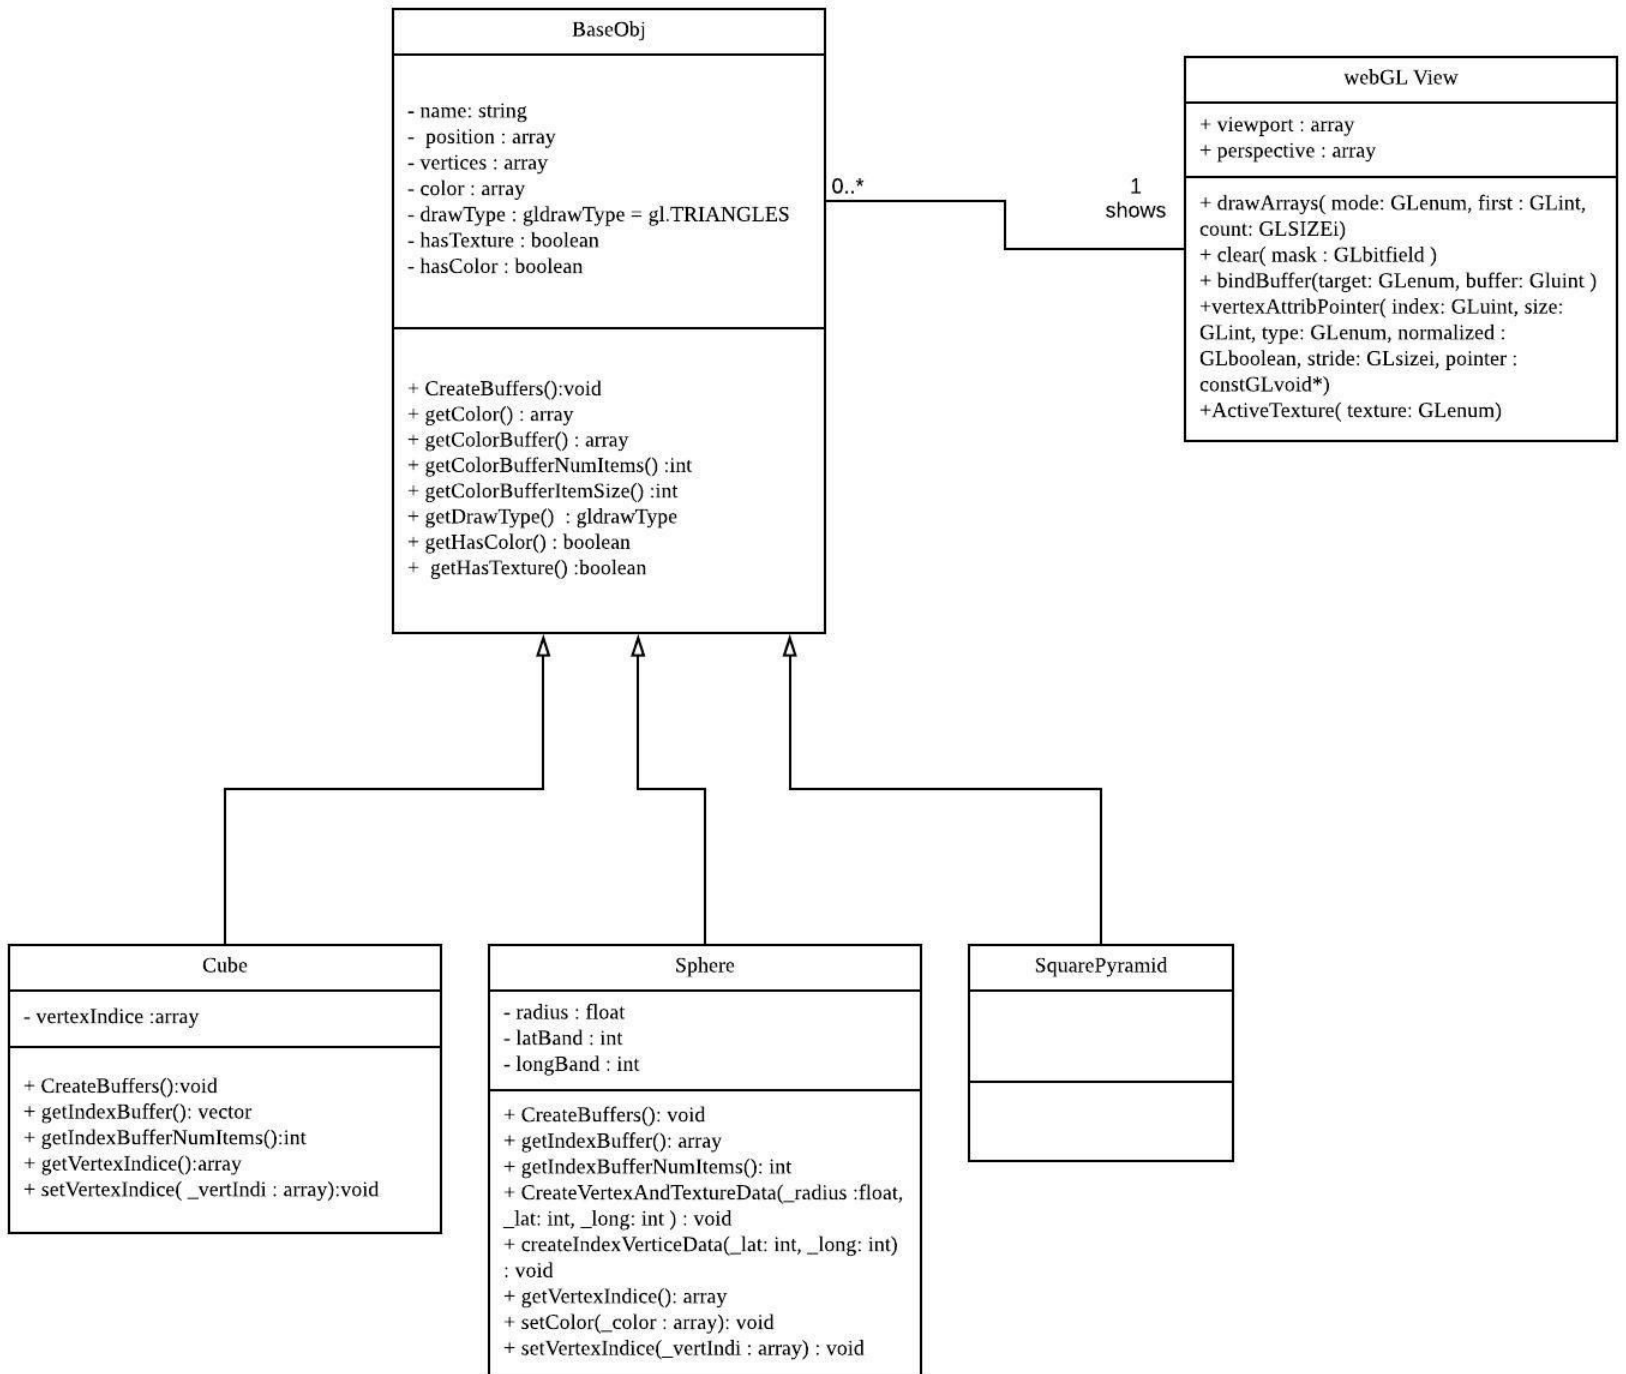 BaseObj
- name: string
-  position : array
- vertices : array
- color : array
- drawType : gldrawType = gl.TRIANGLES
- hasTexture : boolean
- hasColor : boolean
+ CreateBuffers():void
+ getColor() : array
+ getColorBuffer() : array
+ getColorBufferNumItems() :int
+ getColorBufferItemSize() :int
+ getDrawType()  : gldrawType
+ getHasColor() : boolean
+  getHasTexture() :boolean
0..*
1
shows
webGL View
+ viewport : array
+ perspective : array
+ drawArrays( mode: GLenum, first : GLint,
count: GLSIZEi)
+ clear( mask : GLbitfield )
+ bindBuffer(target: GLenum, buffer: Gluint )
+vertexAttribPointer( index: GLuint, size:
GLint, type: GLenum, normalized :
GLboolean, stride: GLsizei, pointer :
constGLvoid*)
+ActiveTexture( texture: GLenum)
Cube
- vertexIndice :array
+ CreateBuffers():void
+ getIndexBuffer(): vector
+ getIndexBufferNumItems():int
+ getVertexIndice():array
+ setVertexIndice( _vertIndi : array):void
Sphere
- radius : float
- latBand : int
- longBand : int
+ CreateBuffers(): void
+ getIndexBuffer(): array
+ getIndexBufferNumItems(): int
+ CreateVertexAndTextureData(_radius :float,
_lat: int, _long: int ) : void
+ createIndexVerticeData(_lat: int, _long: int)
: void
+ getVertexIndice(): array
+ setColor(_color : array): void
+ setVertexIndice(_vertIndi : array) : void
SquarePyramid